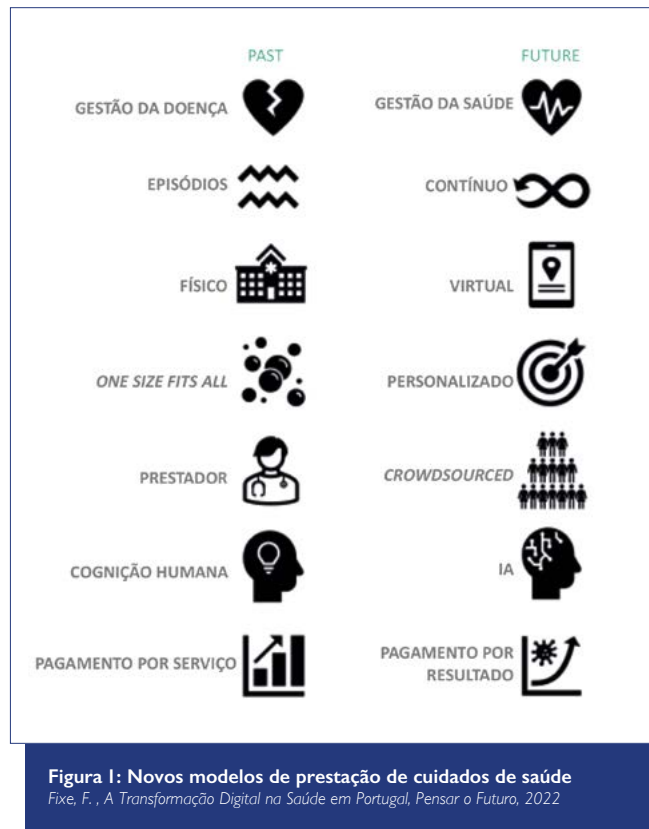 PAST FUTURE
GESTÃO DA DOENÇA GESTÃO DA SAÚDE
EPISÓDIOS CONTÍNUO
FÍSICO VIRTUAL
ONE SIZE FITS ALL PERSONALIZADO
PRESTADOR CROWDSOURCED
COGNIÇÃO HUMANA IA
PAGAMENTO POR SERVIÇO PAGAMENTO POR
RESULTADO
Figura 1: Novos modelos de prestação de cuidados de saúde
Fixe, F. , A Transformação Digital na Saúde em Portugal, Pensar o Futuro, 2022